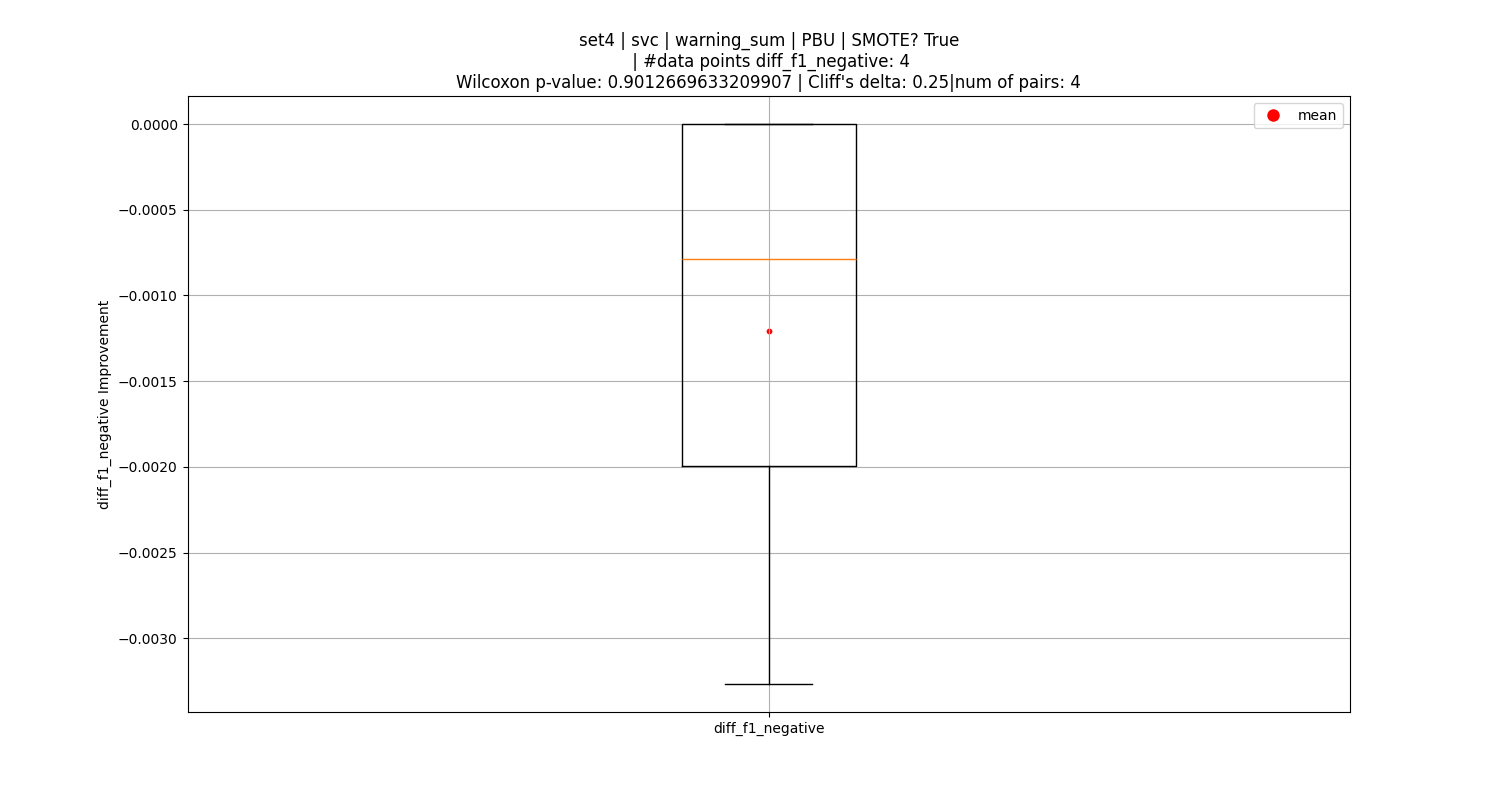 set4 | svc | warning_sum | PBU | SMOTE? True
| #data points diff_f1_negative: 4
Wilcoxon p-value: 0.9012669633209907 | Cliff's delta: 0.25|num of pairs: 4
mean
0.0000
−0.0005
−0.0010
−0.0015
−0.0020
−0.0025
−0.0030
diff_f1_negative Improvement
diff_f1_negative